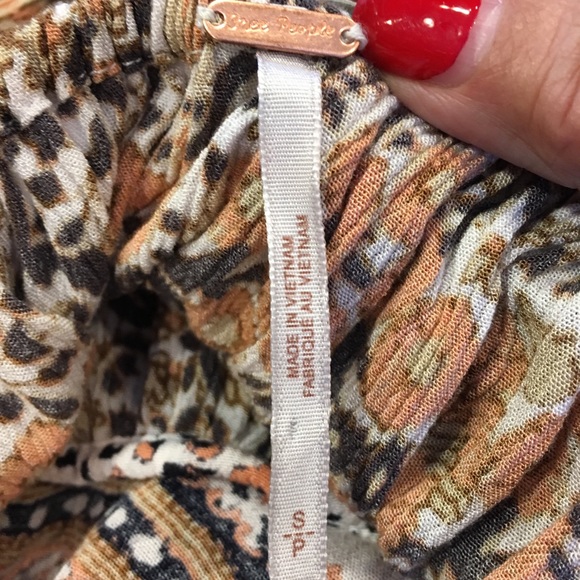 Free People
MADE IN VIETNAM
FABRIQUÉ AU VIETNAM
S
P